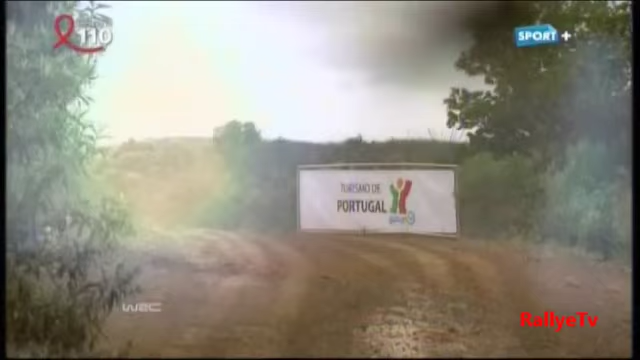 110
SPORT +
TURISMO DE
PORTUGAL
WRC
RallyeTv